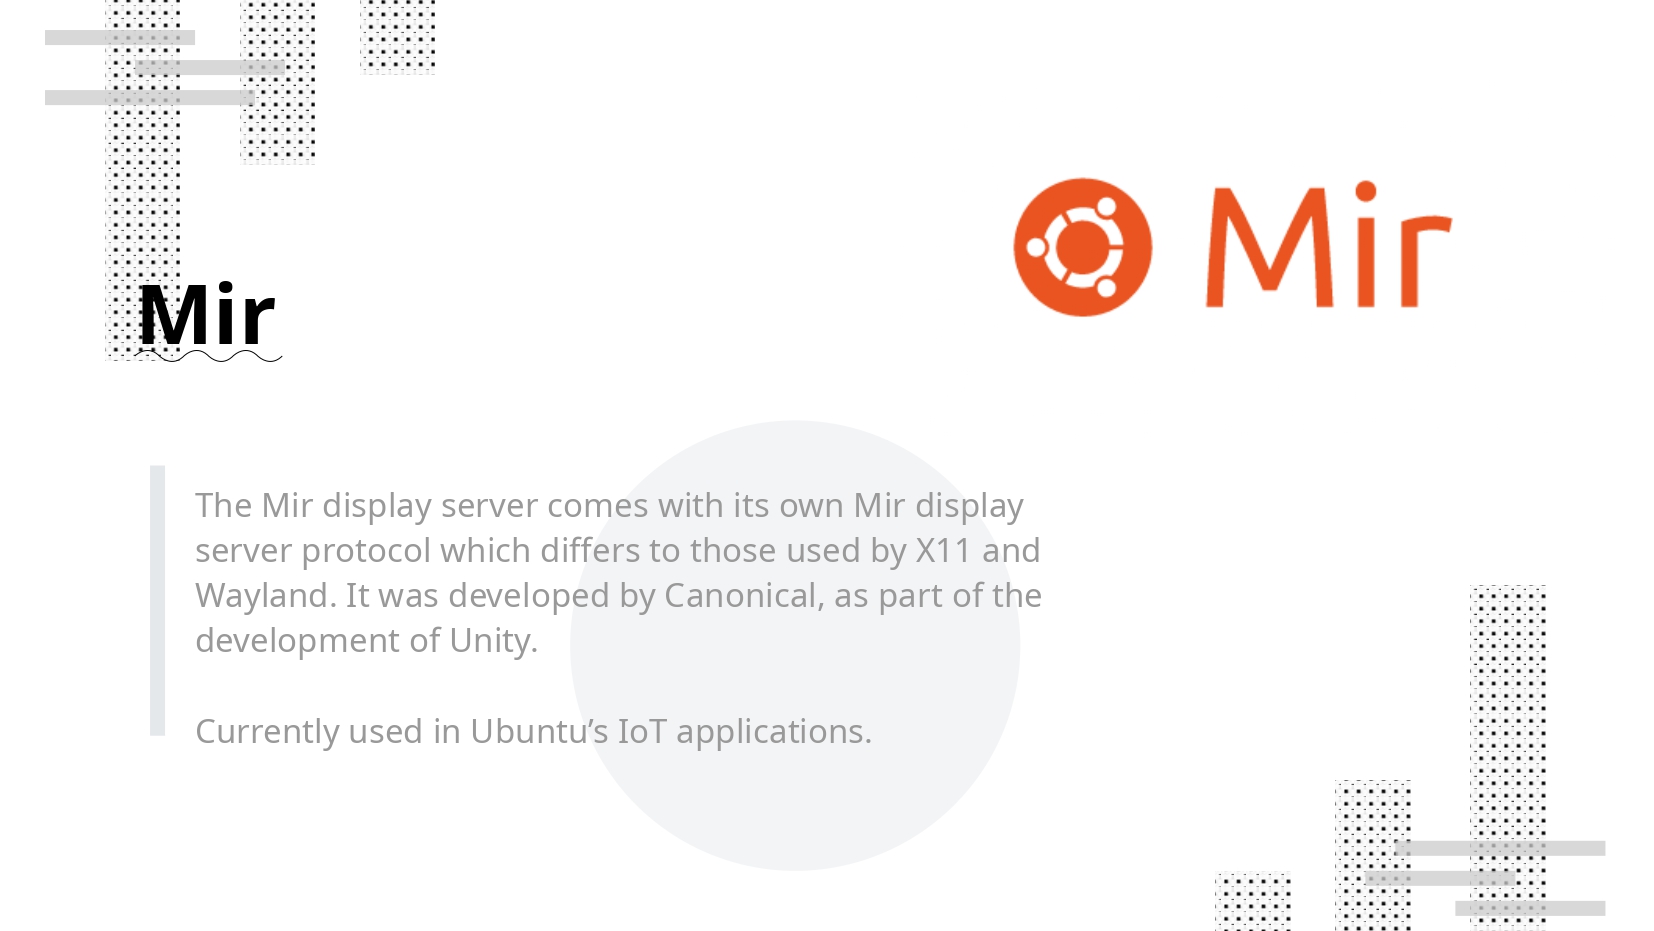 Mir
Mir
The Mir display server comes with its own Mir display
server protocol which differs to those used by X11 and
Wayland. It was developed by Canonical, as part of the
development of Unity.
Currently used in Ubuntu’s IoT applications.